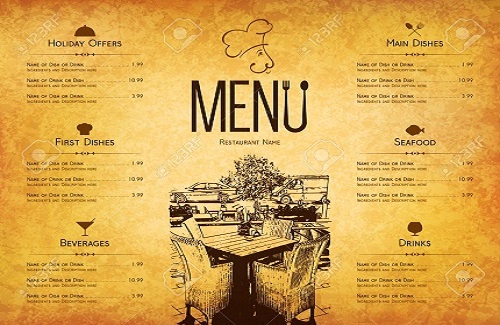 Holiday Offers
Name of Dish or Drink 1.99
Ingredients and Description here
Name of Dish or Drink 10.99
Ingredients and Description here
Name of Dish or Drink 3.99
Ingredients and Description here
First Dishes
Name of Dish or Drink 1.99
Ingredients and Description here
Name of Dish or Drink 10.99
Ingredients and Description here
Name of Dish or Drink 3.99
Ingredients and Description here
Beverages
Name of Dish or Drink 1.99
Ingredients and Description here
Name of Dish or Drink 10.99
Ingredients and Description here
Name of Dish or Drink 3.99
Ingredients and Description here
MENU
Restaurant Name
Main Dishes
Name of Dish or Drink 1.99
Ingredients and Description here
Name of Dish or Drink 10.99
Ingredients and Description here
Name of Dish or Drink 3.99
Ingredients and Description here
Seafood
Name of Dish or Drink 1.99
Ingredients and Description here
Name of Dish or Drink 10.99
Ingredients and Description here
Name of Dish or Drink 3.99
Ingredients and Description here
Drinks
Name of Dish or Drink 1.99
Ingredients and Description here
Name of Dish or Drink 10.99
Ingredients and Description here
Name of Dish or Drink 3.99
Ingredients and Description here
123RF